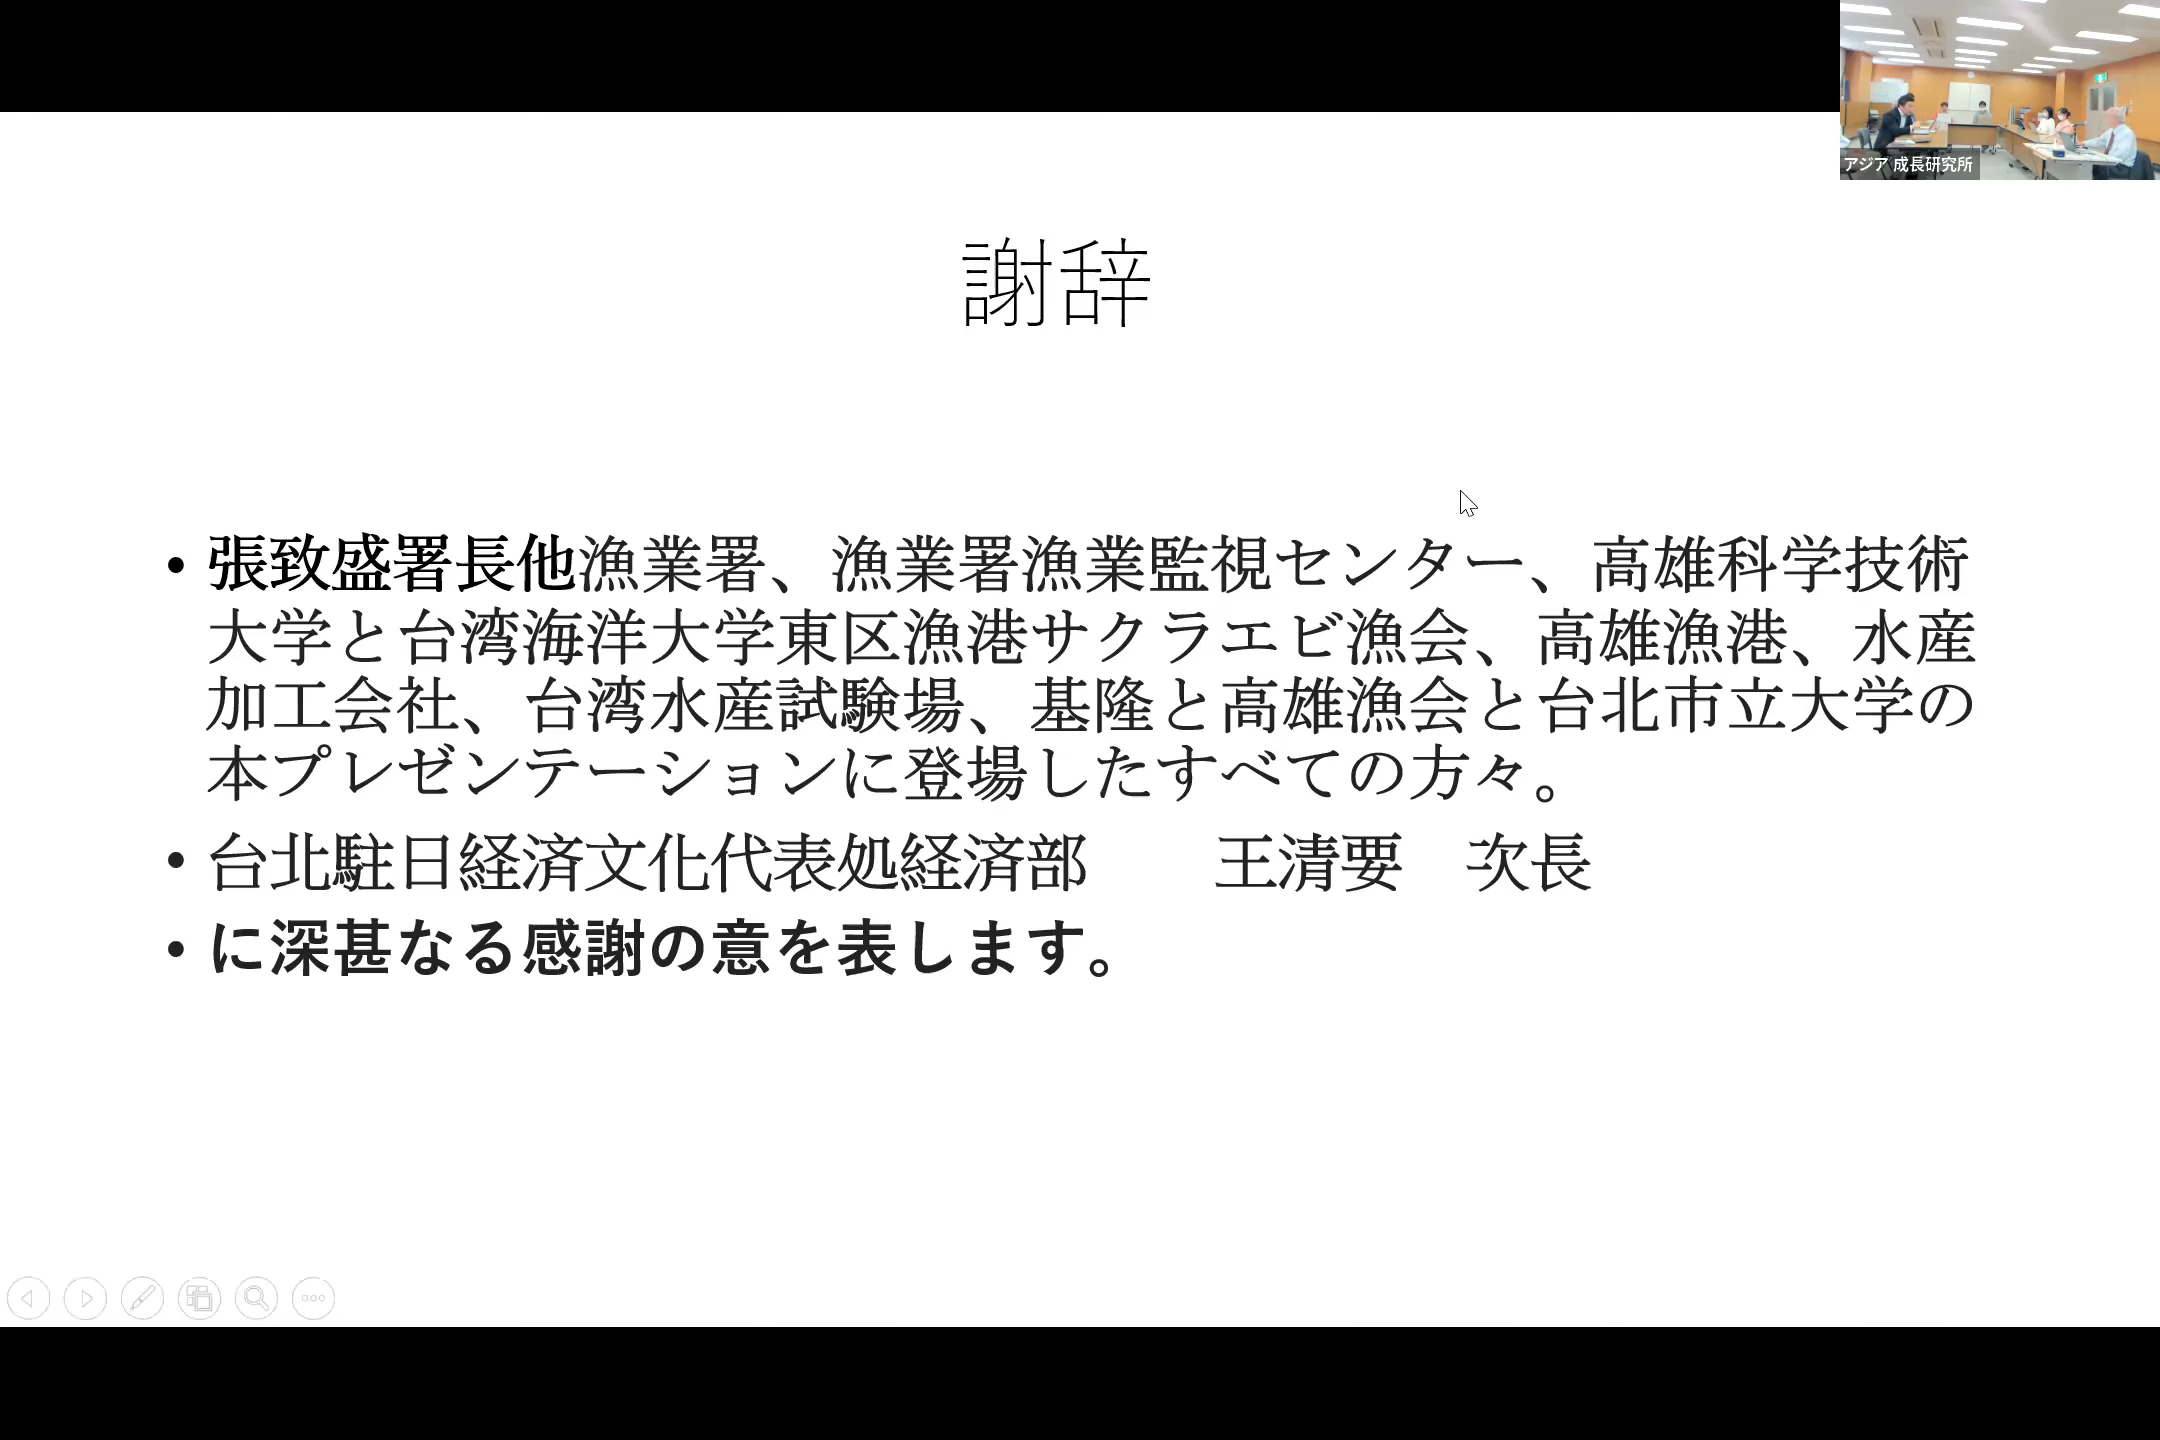 アジア 成長研究所
謝辞
• 張致盛署長他漁業署、漁業署漁業監視センター、高雄科学技術
大学と台湾海洋大学東区漁港サクラエビ漁会、高雄漁港、水産
加工会社、台湾水産試験場、基隆と高雄漁会と台北市立大学の
本プレゼンテーションに登場したすべての方々。
• 台北駐日経済文化代表処経済部　　王清要　次長
• に深甚なる感謝の意を表します。